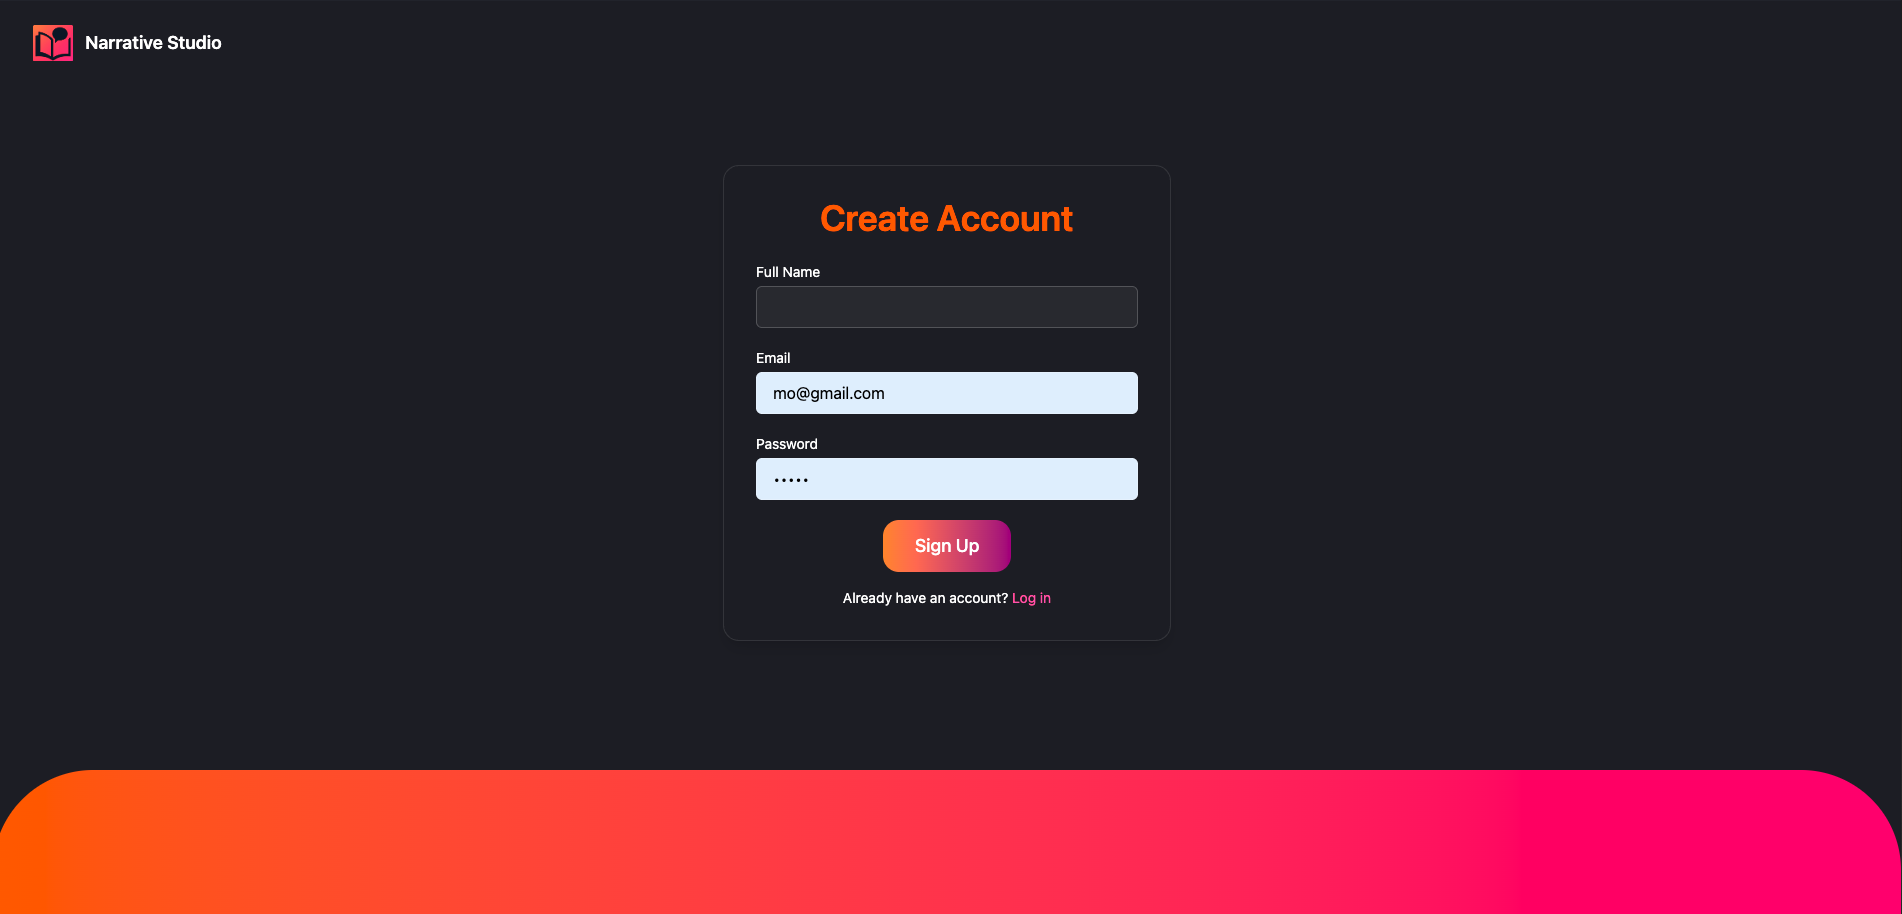 Narrative Studio
Create Account
Full Name
Email
mo@gmail.com
Password
•••••
Sign Up
Already have an account? Log in